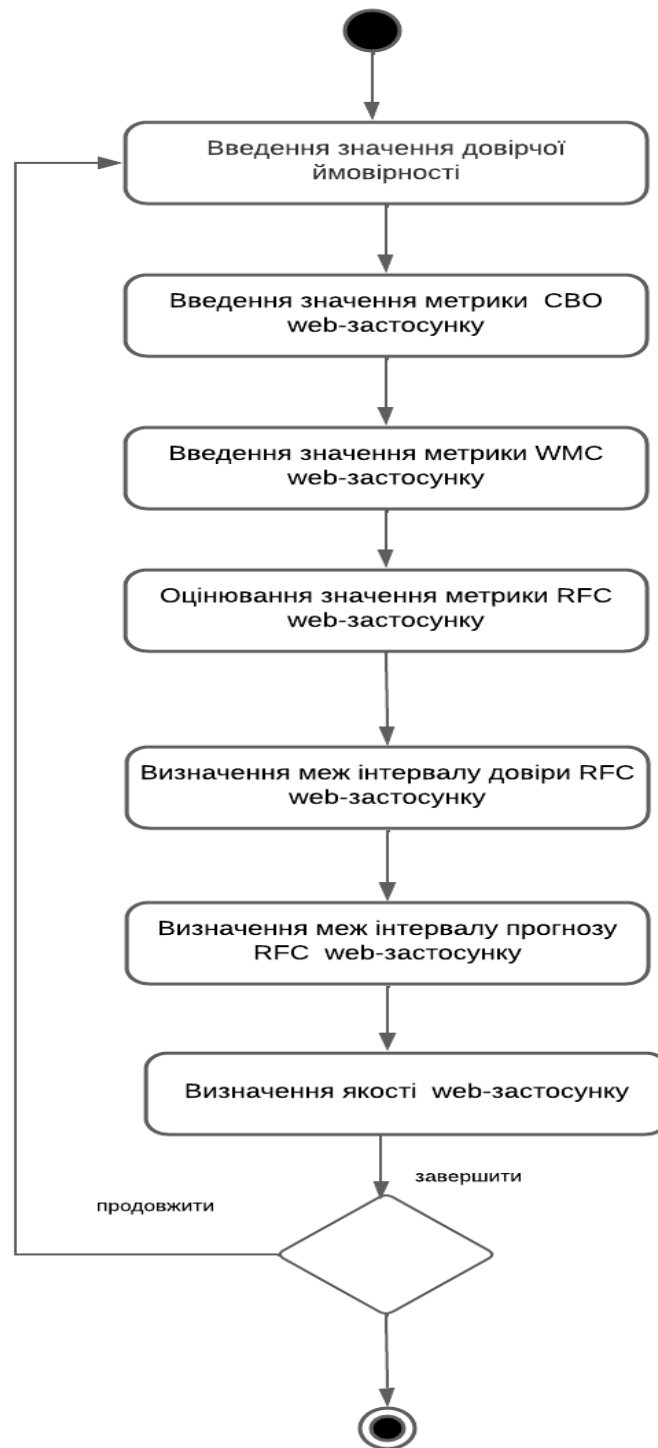 Введення значення довірчої
ймовірності
Введення значення метрики СВО
web-застосунку
Введення значення метрики WMC
web-застосунку
Оцінювання значення метрики RFC
web-застосунку
Визначення меж інтервалу довіри RFC
web-застосунку
Визначення меж інтервалу прогнозу
RFC web-застосунку
Визначення якості web-застосунку
завершити
продовжити